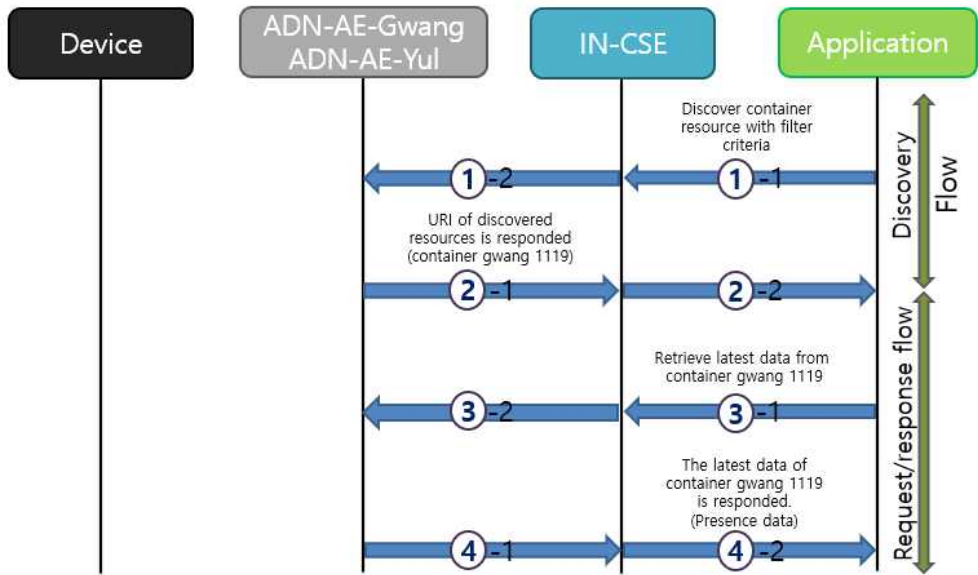 Device
ADN-AE-Gwang
ADN-AE-Yul
IN-CSE
Application
Discover container
resource with filter
criteria
1 -2
1 -1
URI of discovered
resources is responded
(container gwang 1119)
2 -1
2 -2
Discovery
Flow
Retrieve latest data from
container gwang 1119
3 -2
3 -1
The latest data of
container gwang 1119
is responded.
(Presence data)
4 -1
4 -2
Request/response flow